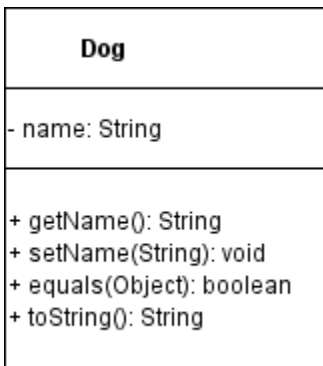 Dog
- name: String
+ getName(): String
+ setName(String): void
+ equals(Object): boolean
+ toString(): String